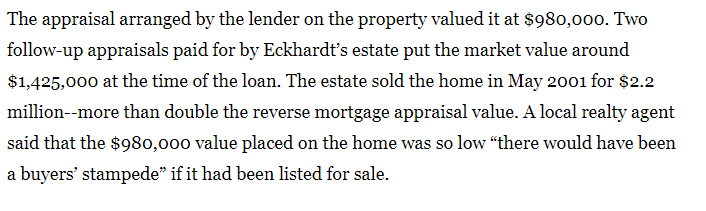 The appraisal arranged by the lender on the property valued it at $980,000. Two
follow-up appraisals paid for by Eckhardt’s estate put the market value around
$1,425,000 at the time of the loan. The estate sold the home in May 2001 for $2.2
million--more than double the reverse mortgage appraisal value. A local realty agent
said that the $980,000 value placed on the home was so low “there would have been
a buyers’ stampede” if it had been listed for sale.